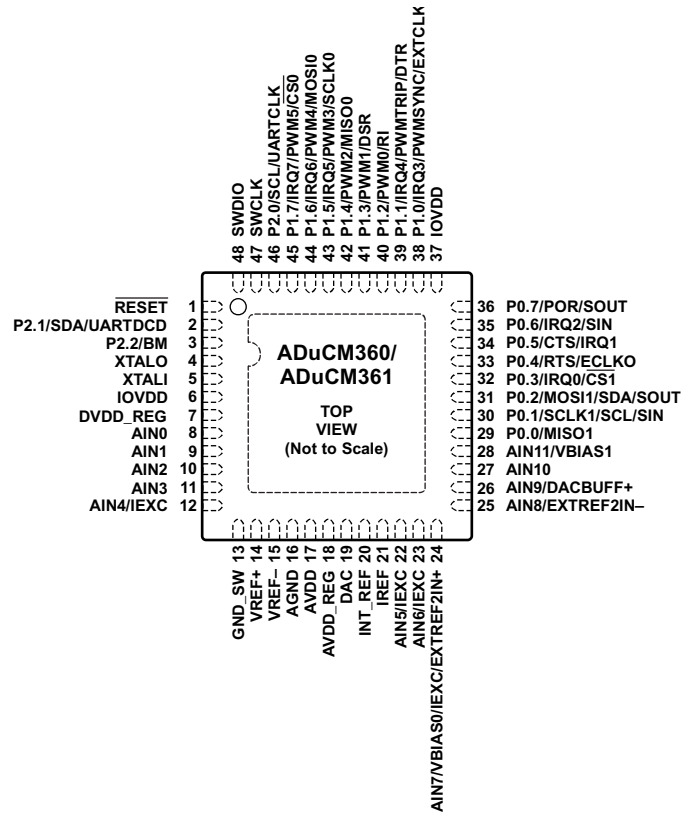 48 SWDIO
47 SWCLK
46 P2.0/SCL/UARTCLK
45 P1.7/IRQ7/PWM5/CS0
44 P1.6/IRQ6/PWM4/MOSI0
43 P1.5/IRQ5/PWM3/SCLK0
42 P1.4/PWM2/MISO0
41 P1.3/PWM1/DSR
40 P1.2/PWM0/RI
39 P1.1/IRQ4/PWMTRIP/DTR
38 P1.0/IRQ3/PWMSYNC/EXTCLK
37 IOVDD
RESET 1
P2.1/SDA/UARTDCD 2
P2.2/BM 3
XTALO 4
XTALI 5
IOVDD 6
DVDD_REG 7
AIN0 8
AIN1 9
AIN2 10
AIN3 11
AIN4/IEXC 12
ADuCM360/
ADuCM361
TOP
VIEW
(Not to Scale)
36 P0.7/POR/SOUT
35 P0.6/IRQ2/SIN
34 P0.5/CTS/IRQ1
33 P0.4/RTS/ECLKO
32 P0.3/IRQ0/CS1
31 P0.2/MOSI1/SDA/SOUT
30 P0.1/SCLK1/SCL/SIN
29 P0.0/MISO1
28 AIN11/VBIAS1
27 AIN10
26 AIN9/DACBUFF+
25 AIN8/EXTREF2IN–
GND_SW 13
VREF+ 14
VREF– 15
AGND 16
AVDD 17
AVDD_REG 18
DAC 19
INT_REF 20
IREF 21
AIN5/IEXC 22
AIN6/IEXC 23
AIN7/VBIAS0/IEXC/EXTREF2IN+ 24